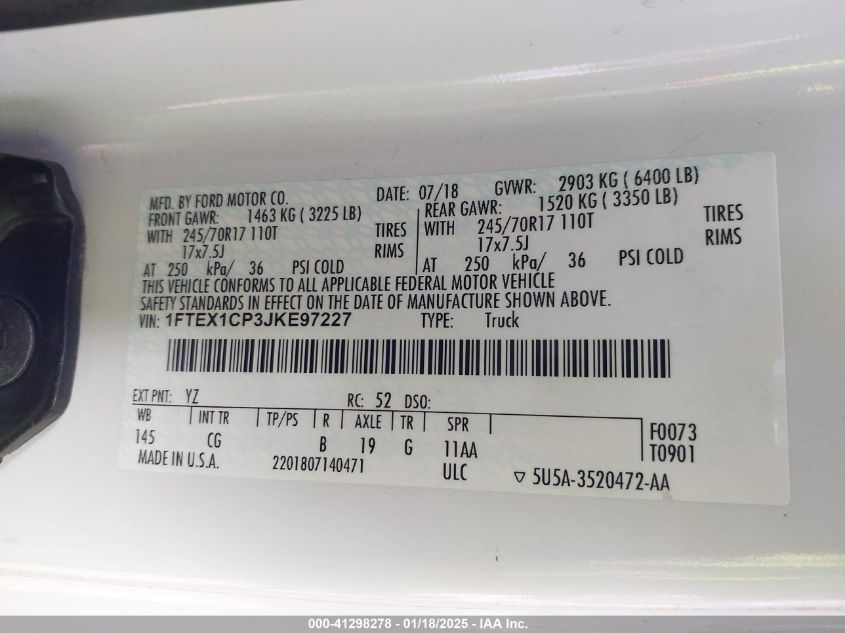 MFD. BY FORD MOTOR CO. DATE: 07/18 GVWR: 2903 KG ( 6400 LB)
FRONT GAWR: 1463 KG ( 3225 LB) REAR GAWR: 1520 KG ( 3350 LB)
WITH 245/70R17 110T TIRES WITH 245/70R17 110T TIRES
17x7.5J RIMS 17x7.5J RIMS
AT 250 kPa/ 36 PSI COLD AT 250 kPa/ 36 PSI COLD
THIS VEHICLE CONFORMS TO ALL APPLICABLE FEDERAL MOTOR VEHICLE
SAFETY STANDARDS IN EFFECT ON THE DATE OF MANUFACTURE SHOWN ABOVE.
VIN: 1FTEX1CP3JKE97227 TYPE: Truck
EXT PNT: YZ RC: 52 DSO:
WB INT TR TP/PS R AXLE TR SPR F0073
145 CG B 19 G 11AA T0901
MADE IN U.S.A. 2201807140471 ULC ▽ 5U5A-3520472-AA
000-41298278 - 01/18/2025 - IAA Inc.